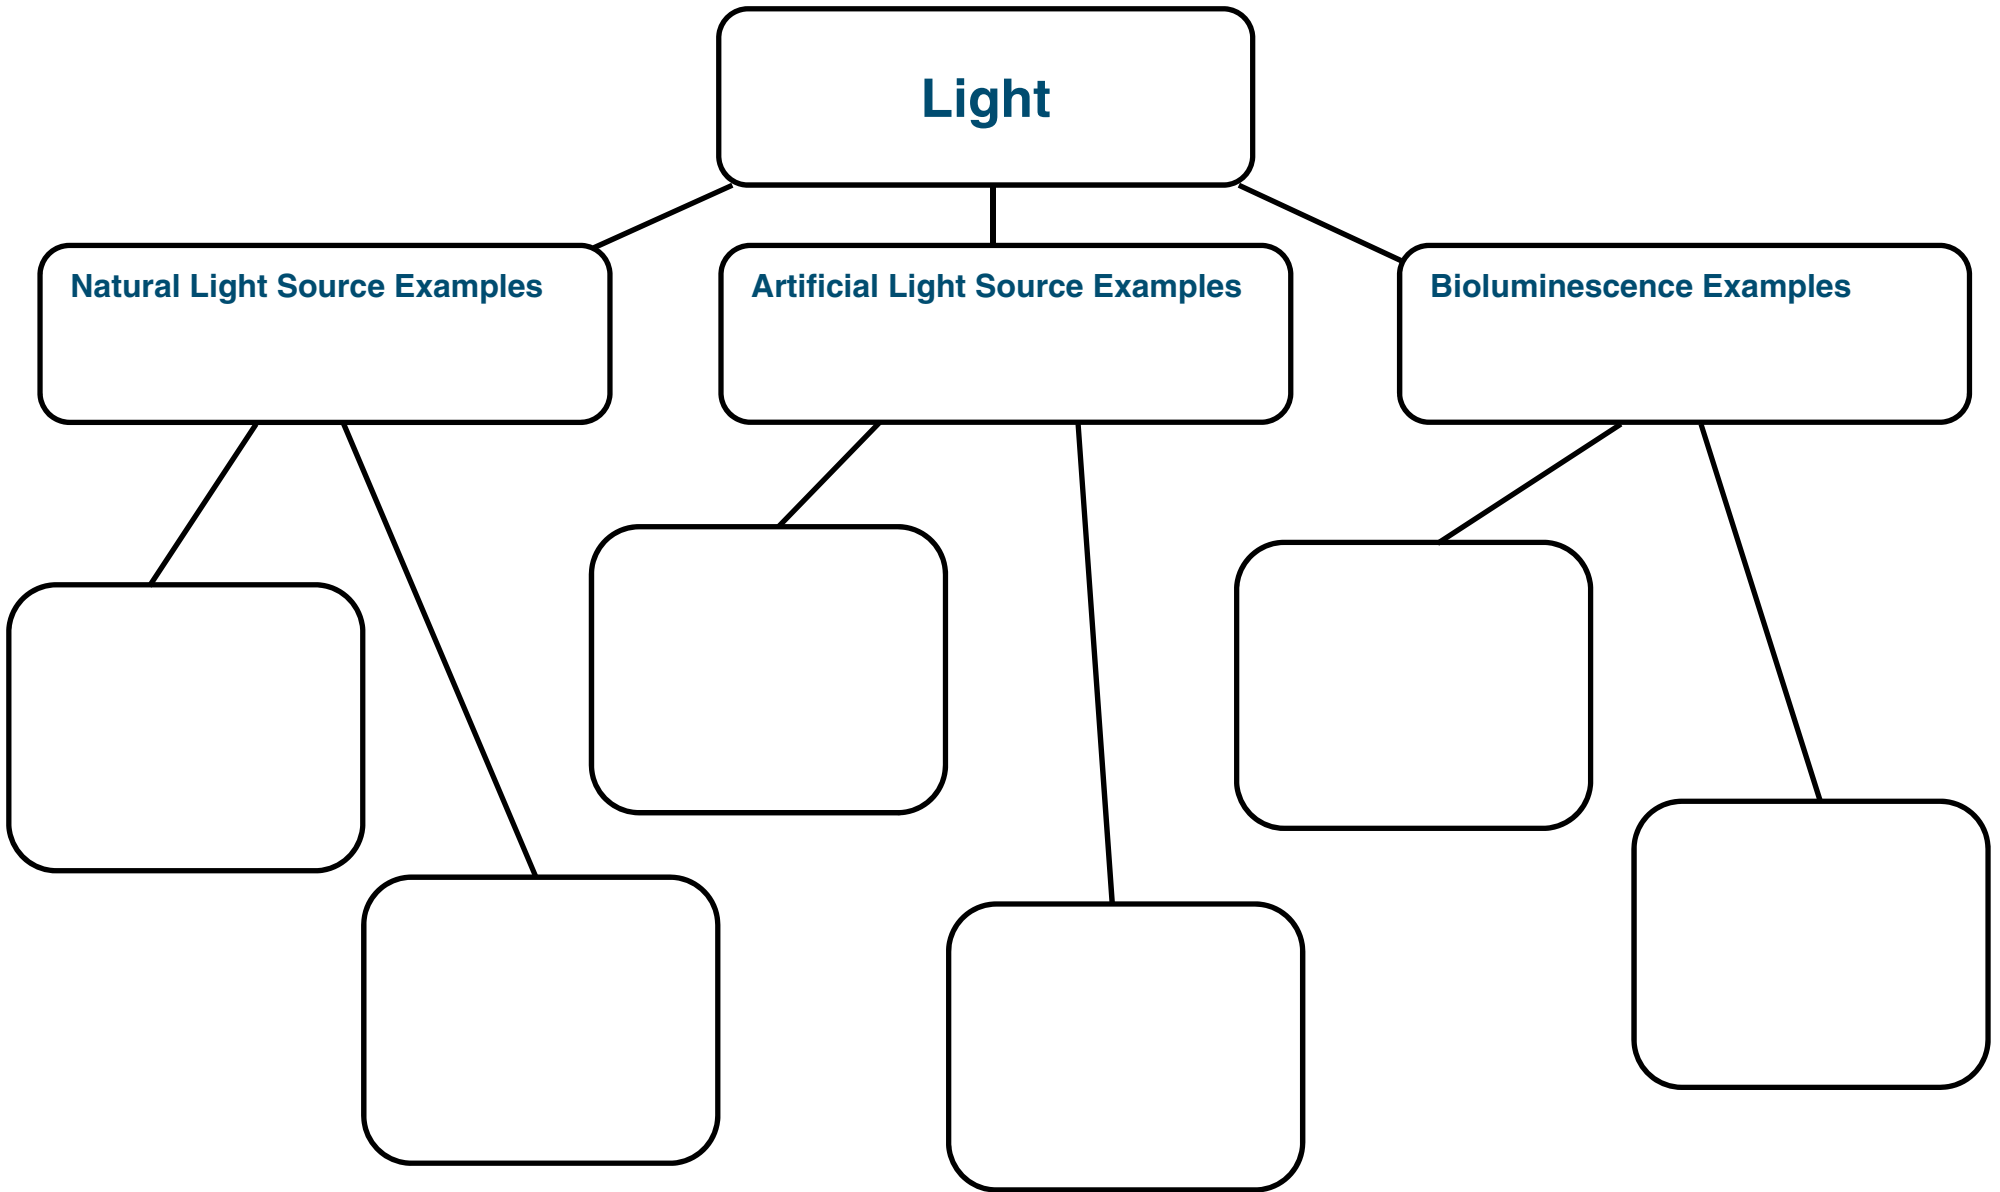 Light
Natural Light Source Examples
Artificial Light Source Examples
Bioluminescence Examples